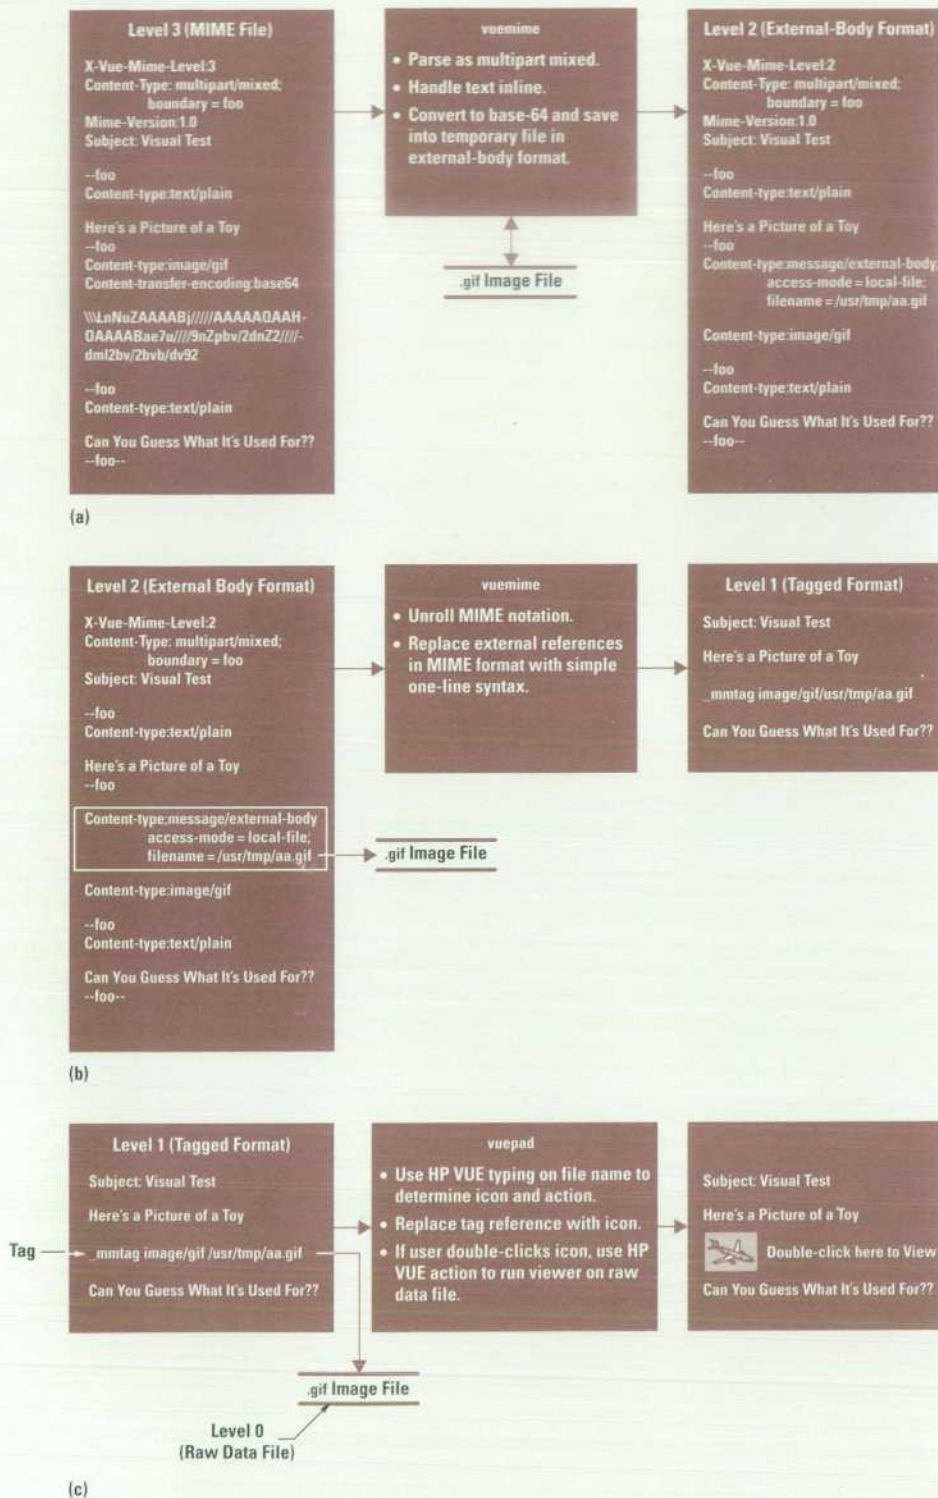 Level 3 (MIME File)
X-Vue-Mime-Level:3
Content-Type: multipart/mixed;
boundary = foo
Mime-Version:1.0
Subject: Visual Test
--foo
Content-type:text/plain
Here's a Picture of a Toy
--foo
Content-type:image/gif
Content-transfer-encoding:base64
\\\LnNuZAAAABj/////AAAAAQAAH-
OAAAABae7u////9nZpbv/2dnZ2////-
dml2bv/2bvb/dv92
--foo
Content-type:text/plain
Can You Guess What It's Used For??
--foo--
vuemime
• Parse as multipart mixed.
• Handle text inline.
• Convert to base-64 and save
into temporary file in
external-body format.
.gif Image File
Level 2 (External-Body Format)
X-Vue-Mime-Level:2
Content-Type: multipart/mixed;
boundary = foo
Mime-Version:1.0
Subject: Visual Test
--foo
Content-type:text/plain
Here's a Picture of a Toy
--foo
Content-type:message/external-body;
access-mode = local-file;
filename = /usr/tmp/aa.gif
Content-type:image/gif
--foo
Content-type:text/plain
Can You Guess What It's Used For??
--foo--
(a)
Level 2 (External Body Format)
X-Vue-Mime-Level:2
Content-Type: multipart/mixed;
boundary = foo
Subject: Visual Test
--foo
Content-type:text/plain
Here's a Picture of a Toy
--foo
Content-type:message/external-body
access-mode = local-file;
filename = /usr/tmp/aa.gif
Content-type:image/gif
--foo
Content-type:text/plain
Can You Guess What It's Used For??
--foo--
.gif Image File
vuemime
• Unroll MIME notation.
• Replace external references
in MIME format with simple
one-line syntax.
Level 1 (Tagged Format)
Subject: Visual Test
Here's a Picture of a Toy
_mmtag image/gif/usr/tmp/aa.gif
Can You Guess What It's Used For??
(b)
Level 1 (Tagged Format)
Subject: Visual Test
Here's a Picture of a Toy
Tag
_mmtag image/gif /usr/tmp/aa.gif
Can You Guess What It's Used For??
vuepad
• Use HP VUE typing on file name to
determine icon and action.
• Replace tag reference with icon.
• If user double-clicks icon, use HP
VUE action to run viewer on raw
data file.
Subject: Visual Test
Here's a Picture of a Toy
Double-click here to View
Can You Guess What It's Used For??
.gif Image File
Level 0
(Raw Data File)
(c)